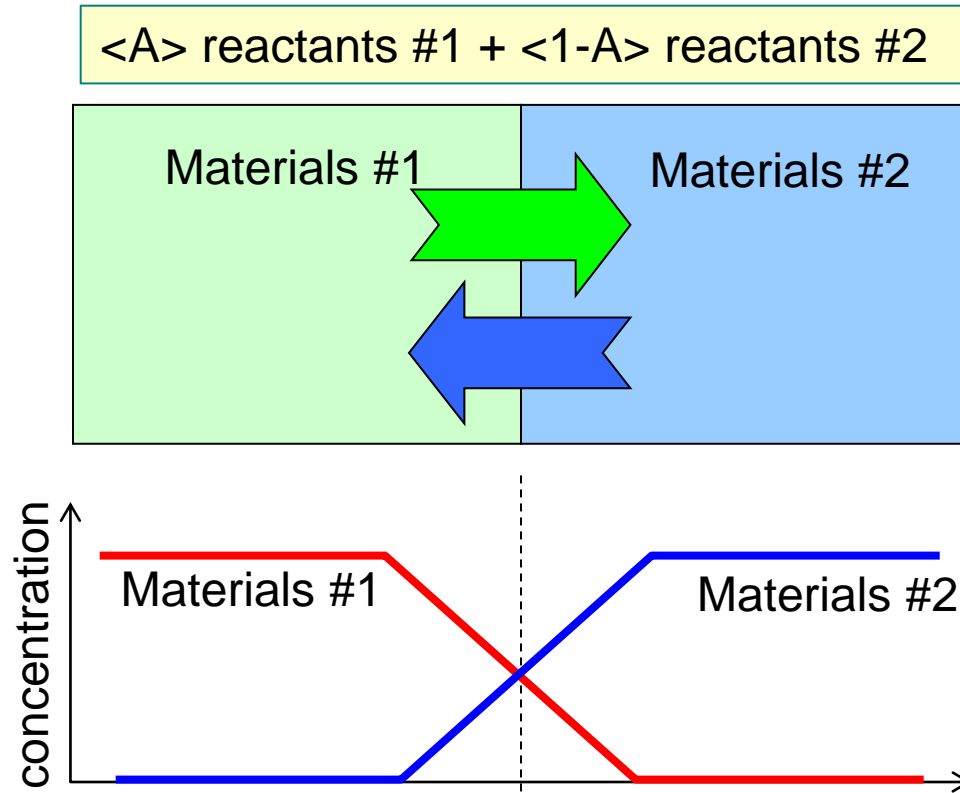 <A> reactants #1 + <1-A> reactants #2
Materials #1
Materials #2
concentration
Materials #1
Materials #2